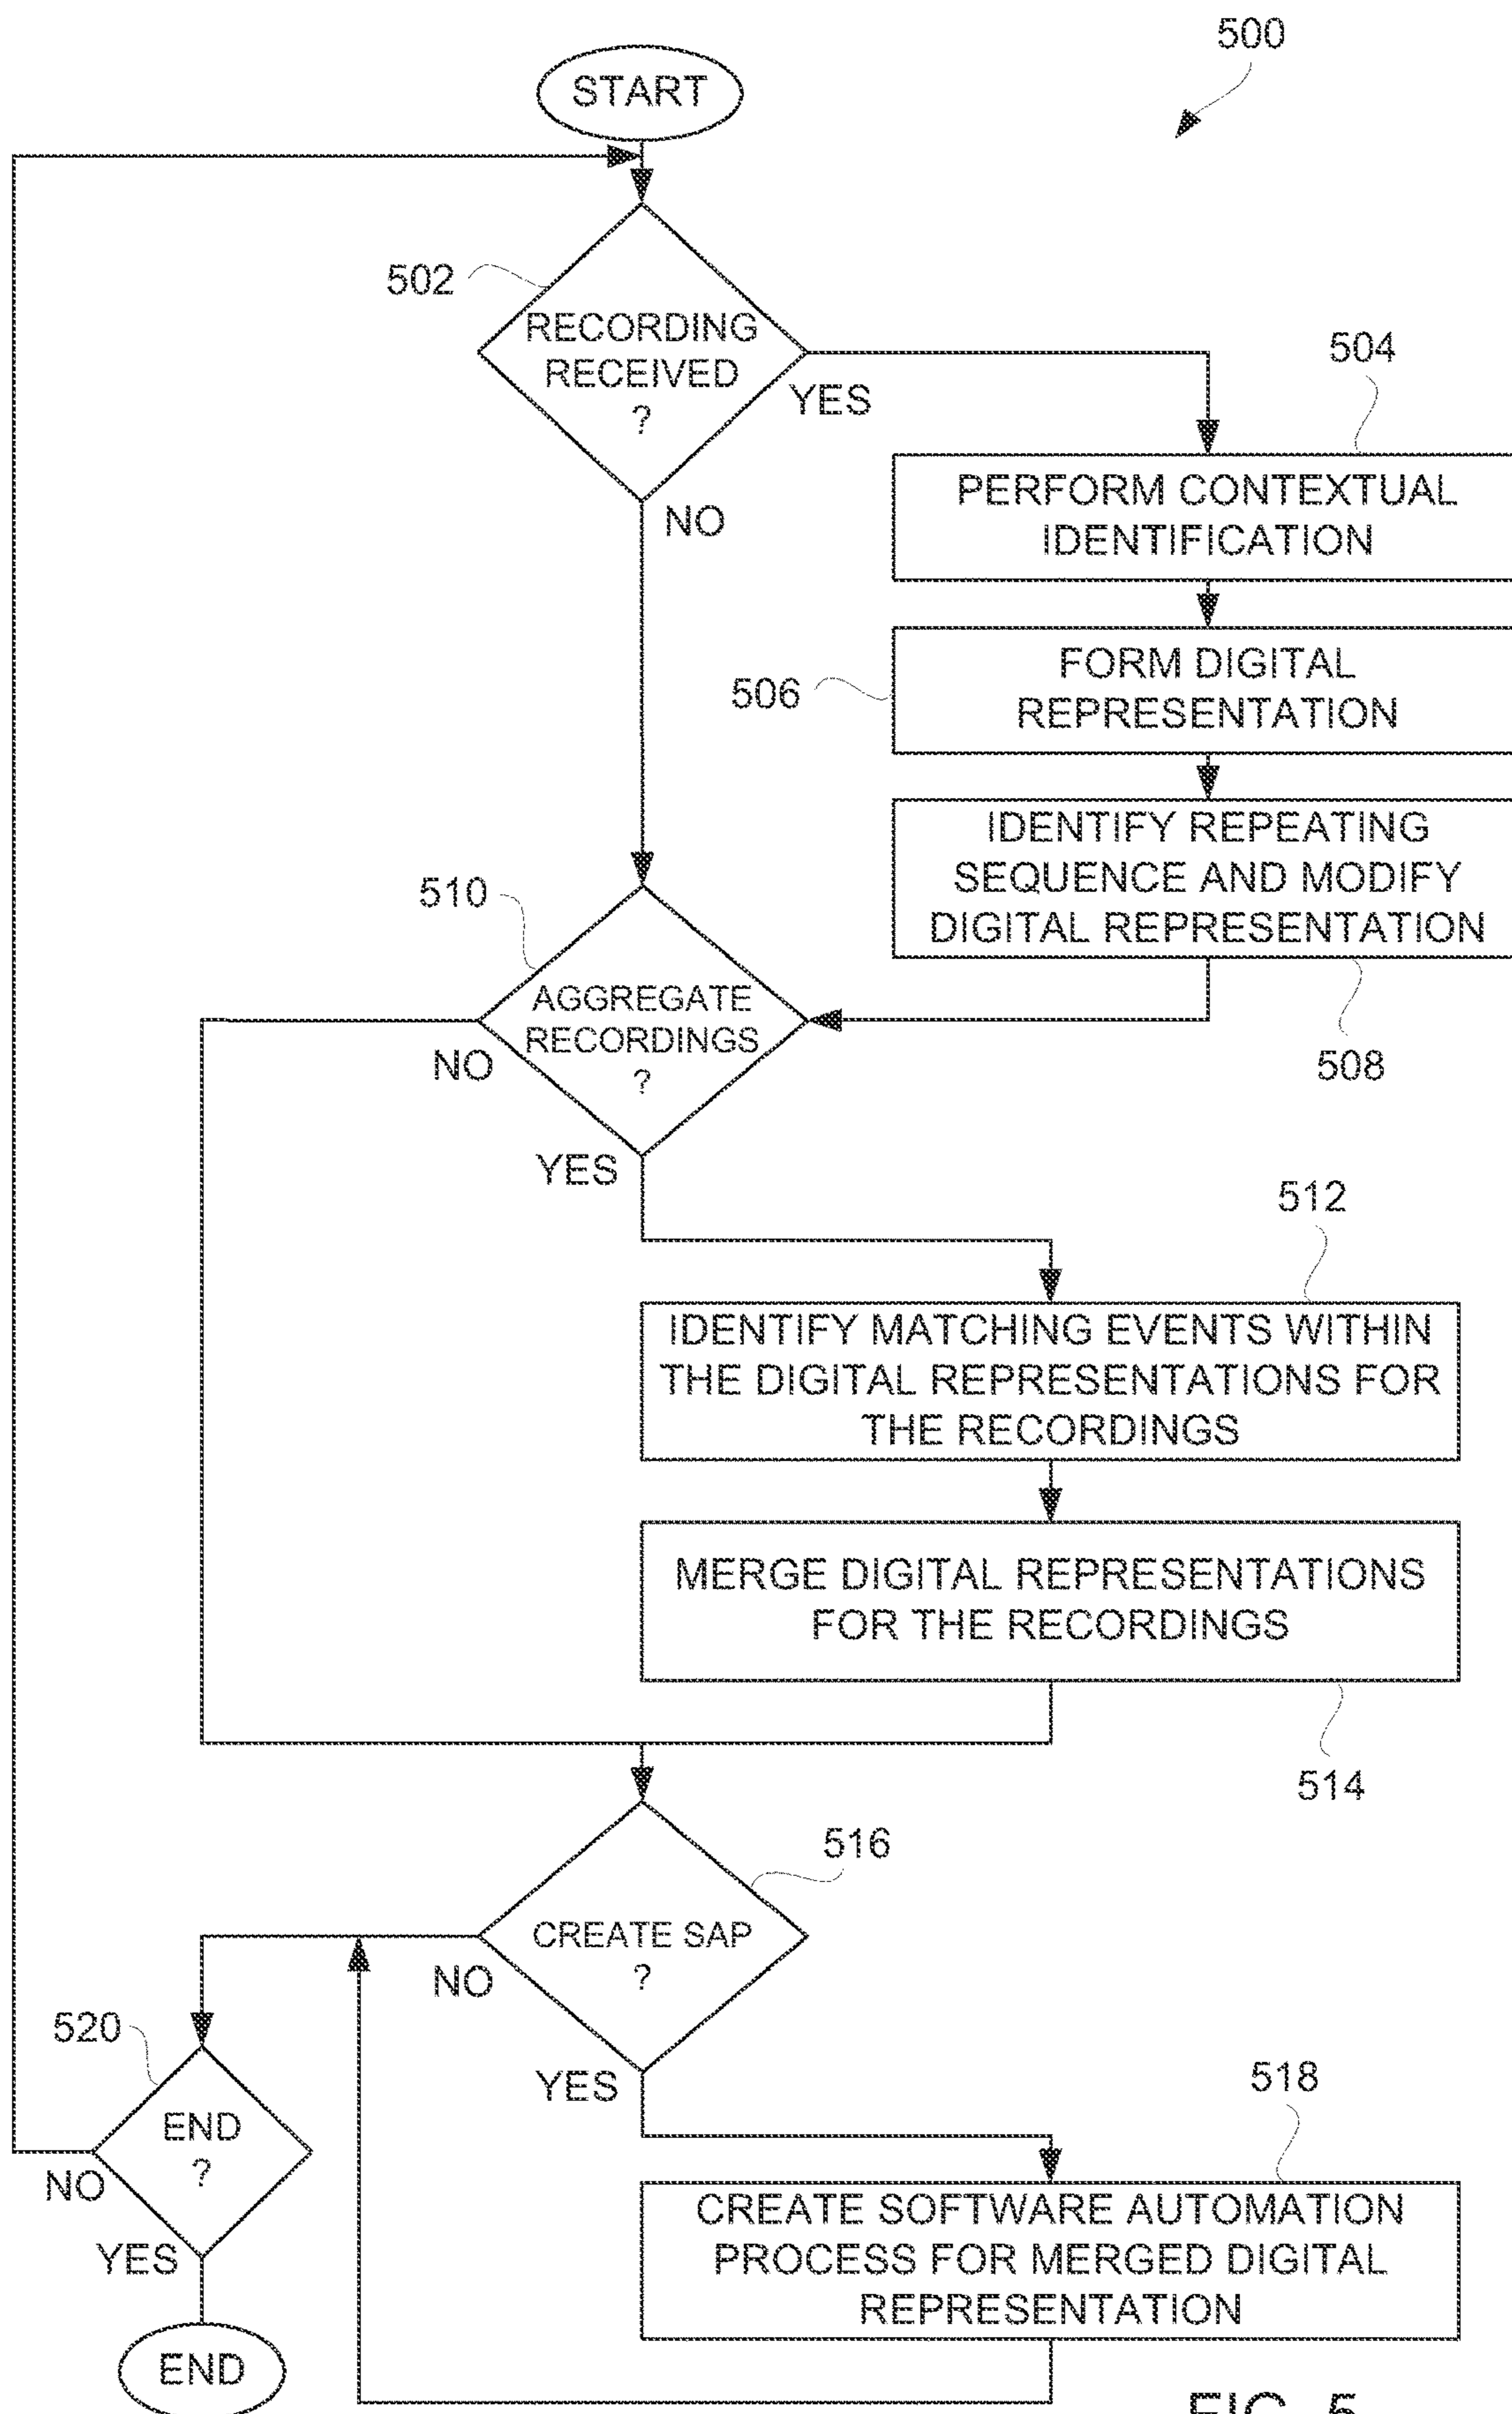 500
START
502
RECORDING
RECEIVED
?
YES
NO
504
PERFORM CONTEXTUAL
IDENTIFICATION
506
FORM DIGITAL
REPRESENTATION
IDENTIFY REPEATING
SEQUENCE AND MODIFY
DIGITAL REPRESENTATION
508
510
AGGREGATE
RECORDINGS
?
NO
YES
512
IDENTIFY MATCHING EVENTS WITHIN
THE DIGITAL REPRESENTATIONS FOR
THE RECORDINGS
MERGE DIGITAL REPRESENTATIONS
FOR THE RECORDINGS
514
516
CREATE SAP
?
NO
YES
520
END
?
NO
YES
518
CREATE SOFTWARE AUTOMATION
PROCESS FOR MERGED DIGITAL
REPRESENTATION
END
FIG. 5